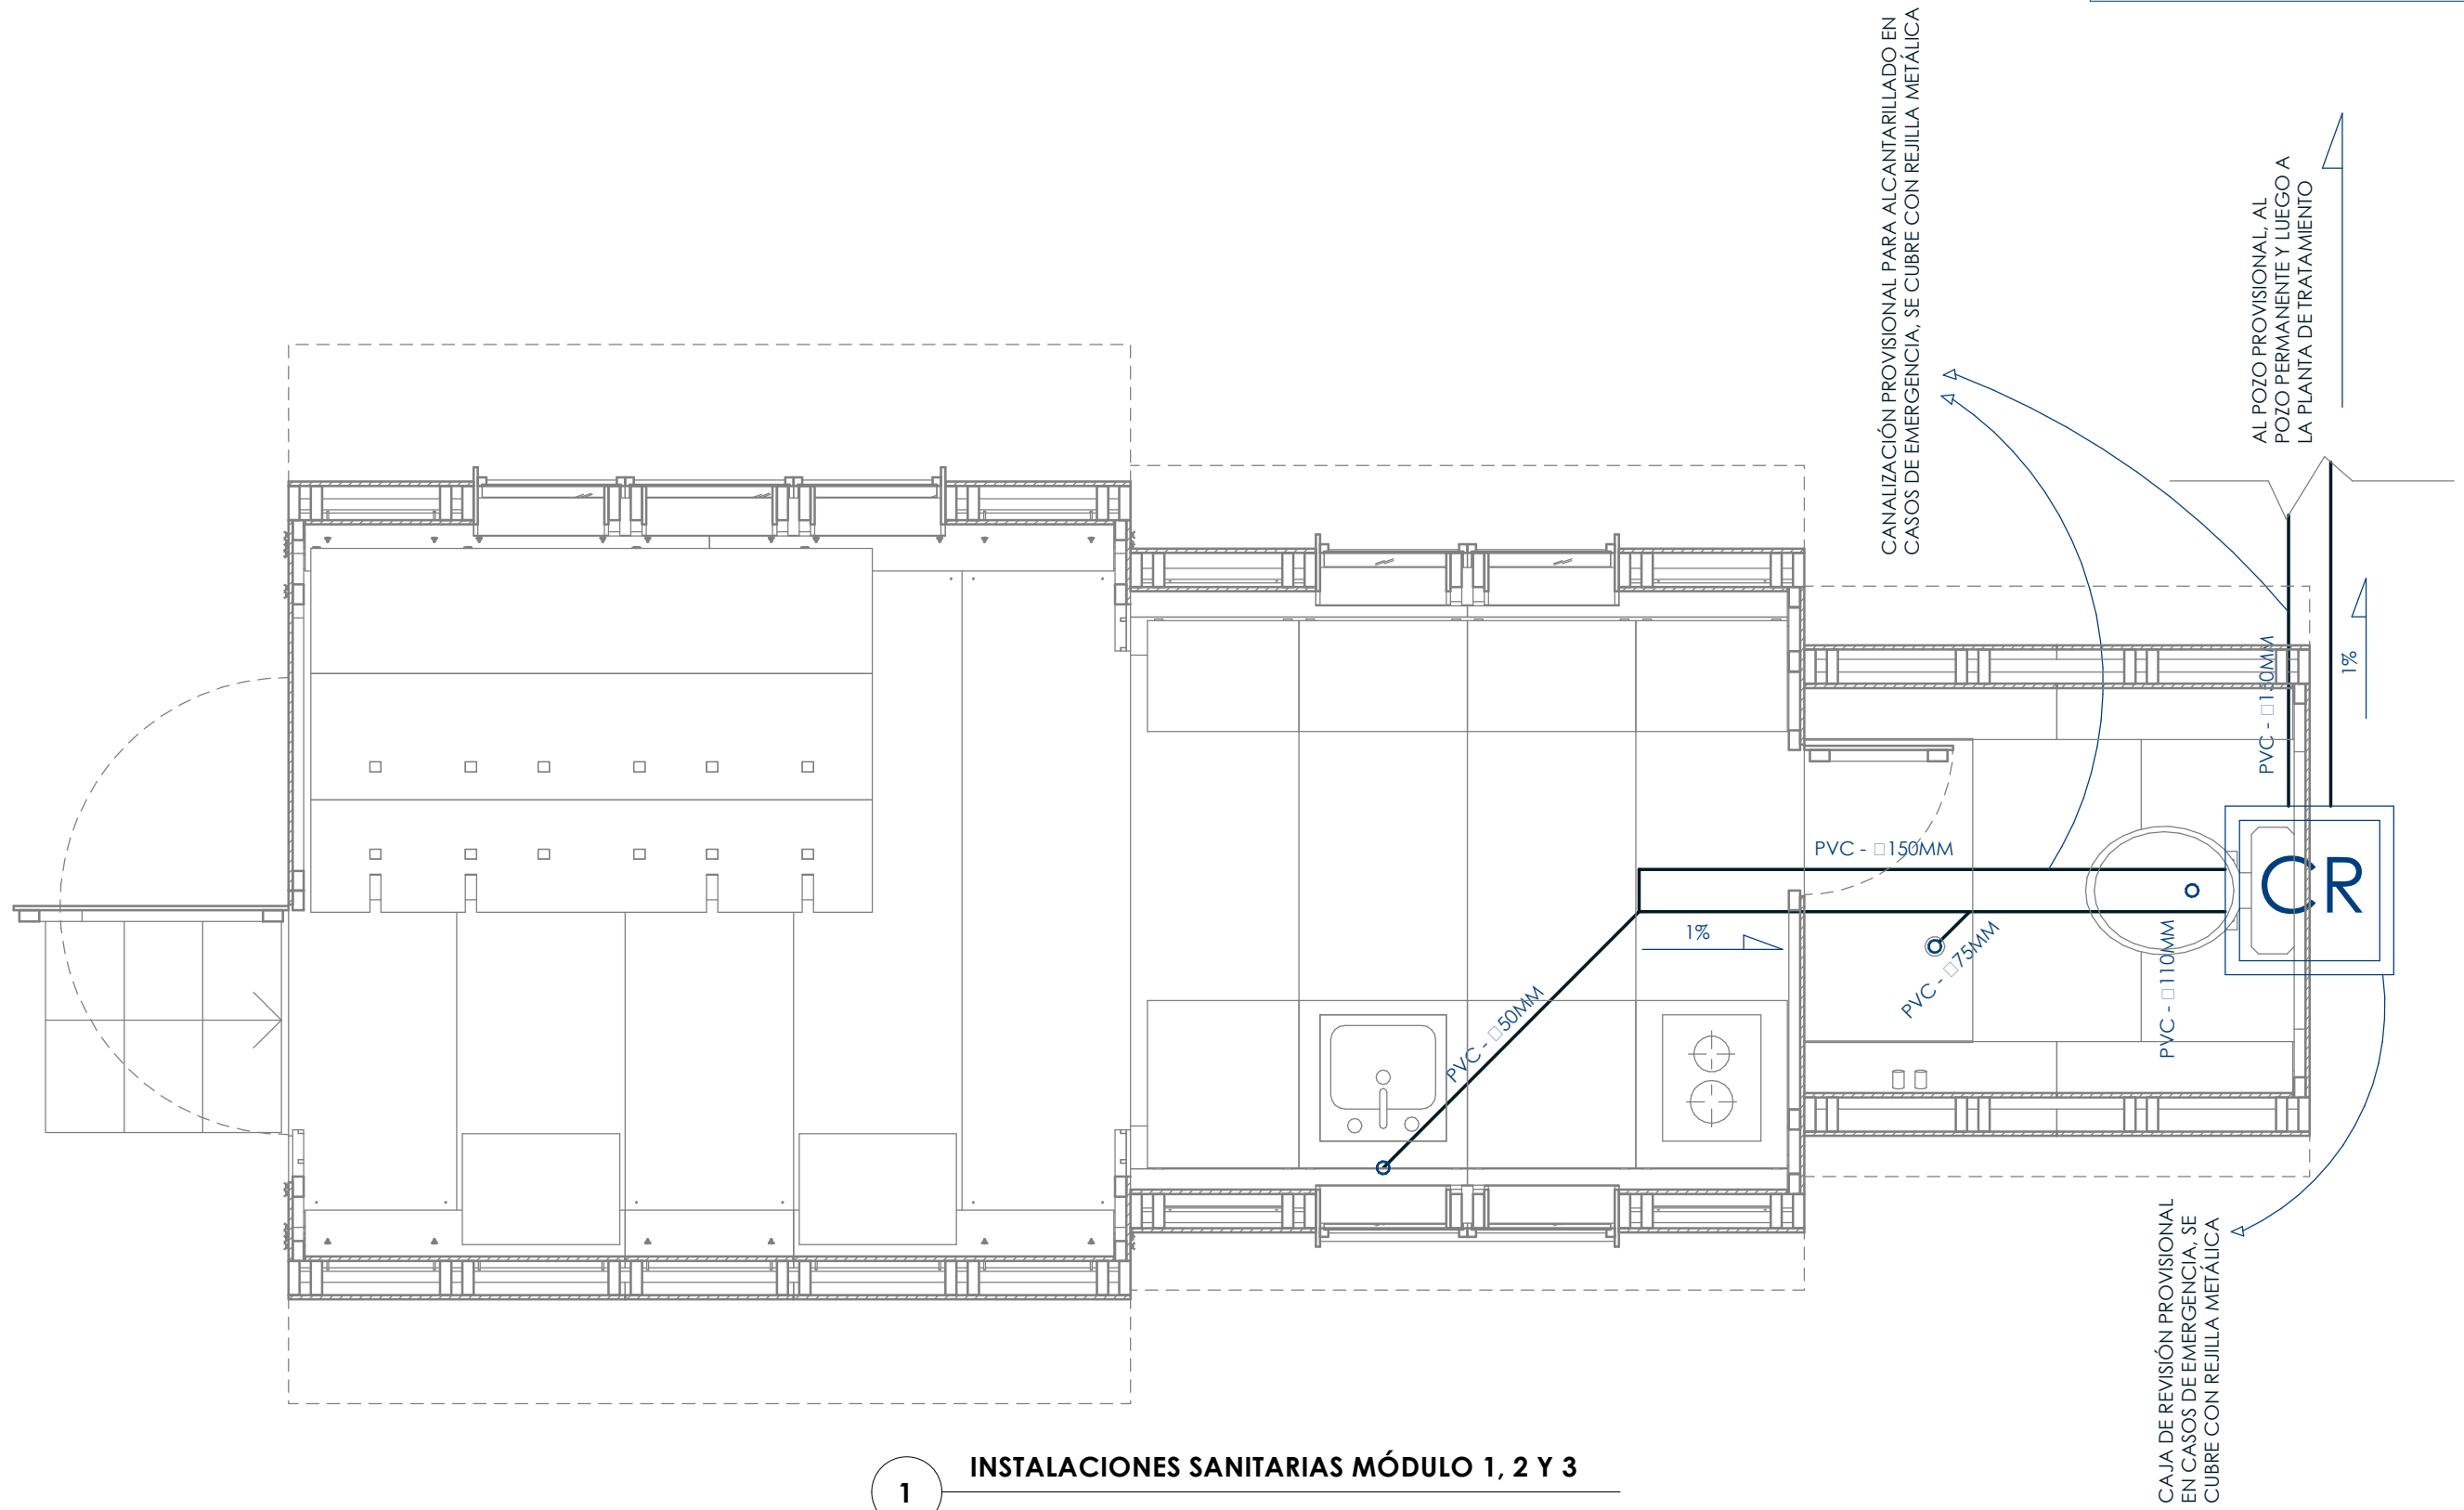 CANALIZACIÓN PROVISIONAL PARA ALCANTARILLADO EN
CASOS DE EMERGENCIA, SE CUBRE CON REJILLA METÁLICA
AL POZO PROVISIONAL, AL
POZO PERMANENTE Y LUEGO A
LA PLANTA DE TRATAMIENTO
PVC - □150MM
1%
PVC - □150MM
CR
1%
PVC - □75MM
PVC - □110MM
PVC - □50MM
CAJA DE REVISIÓN PROVISIONAL
EN CASOS DE EMERGENCIA, SE
CUBRE CON REJILLA METÁLICA
INSTALACIONES SANITARIAS MÓDULO 1, 2 Y 3
1